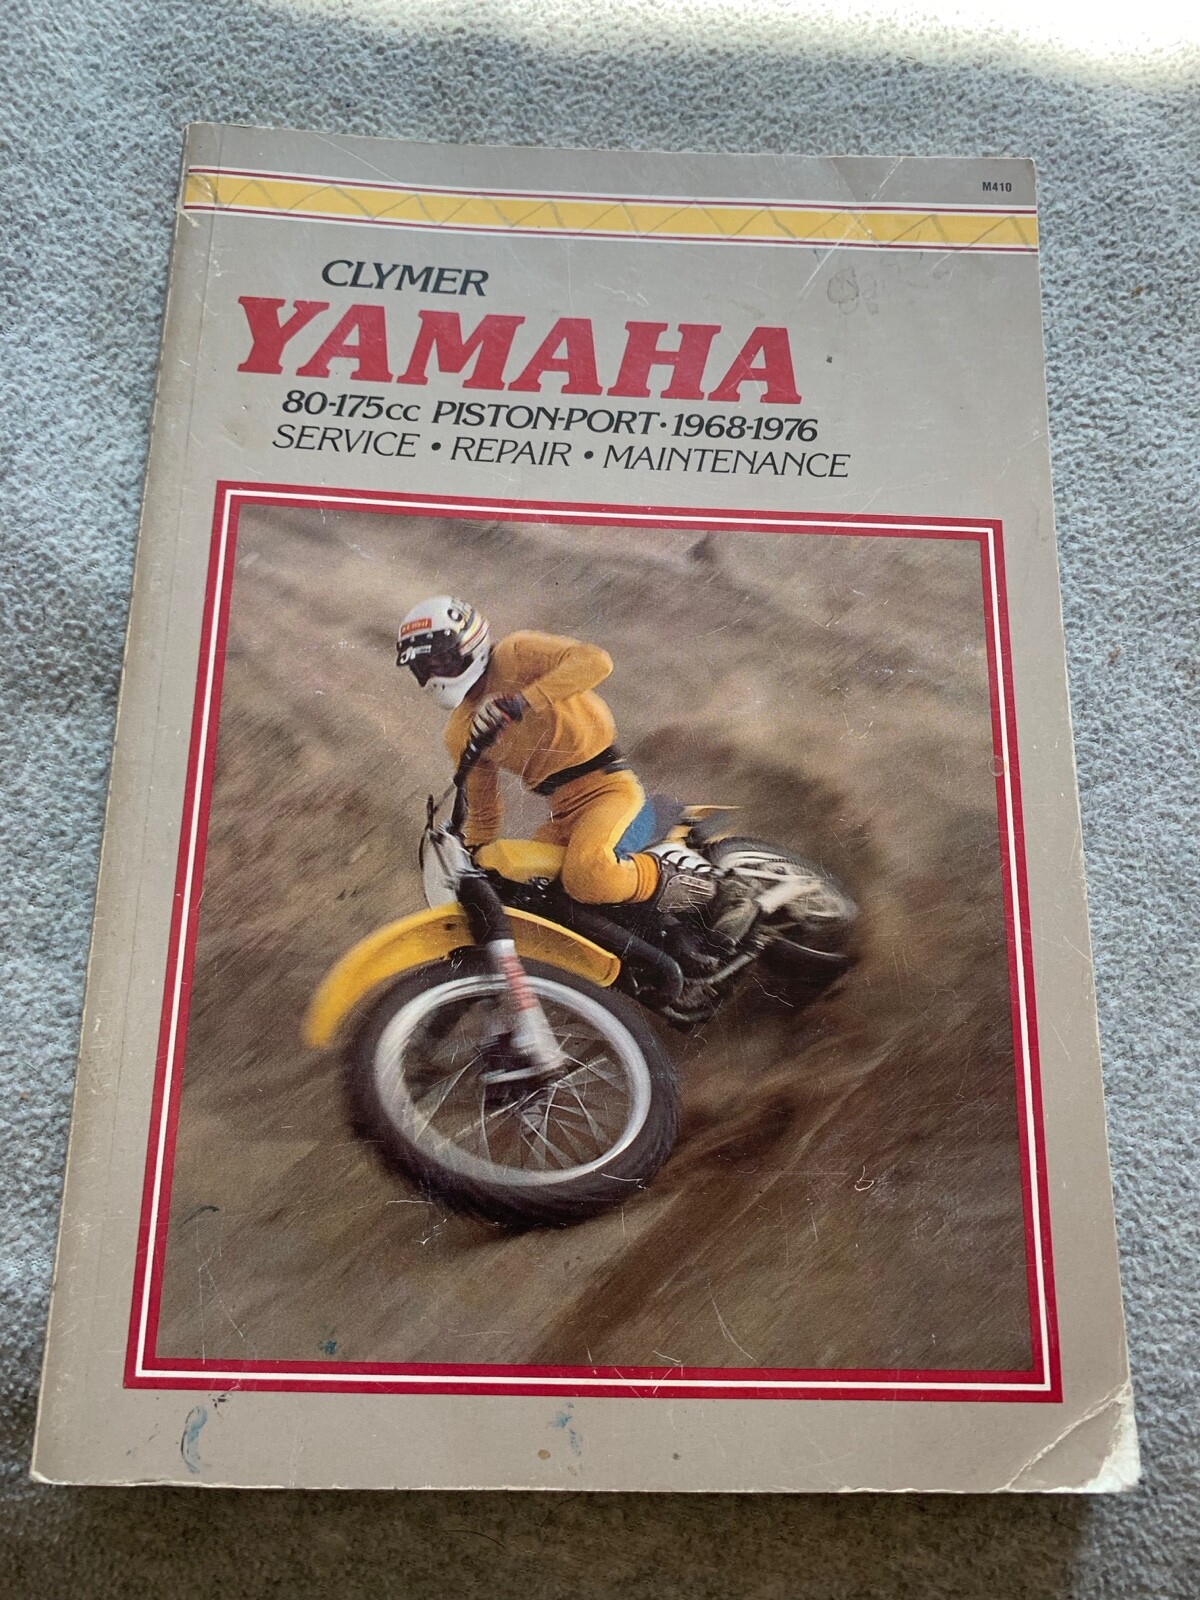 M410
CLYMER
YAMAHA
80-175cc PISTON-PORT • 1968-1976
SERVICE • REPAIR • MAINTENANCE